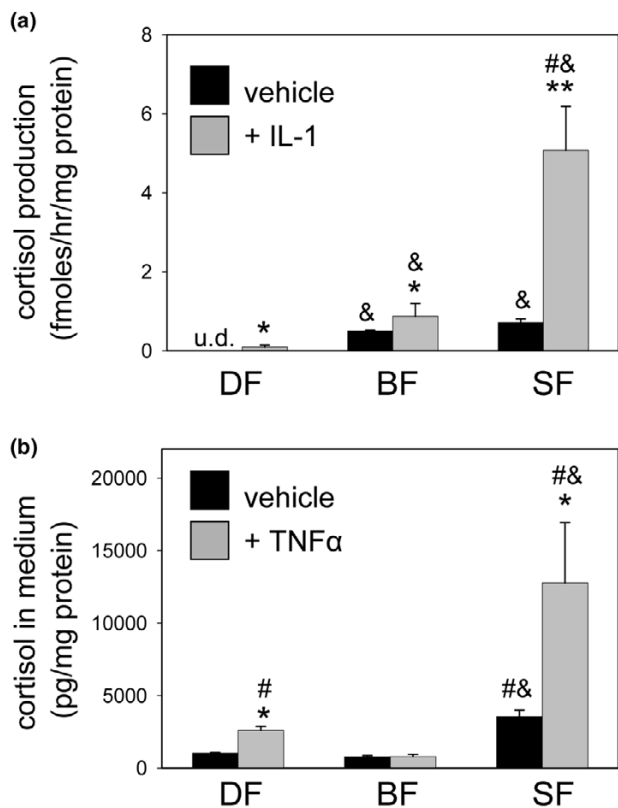 (a)
cortisol production
(fmoles/hr/mg protein)
8
6
4
2
0
vehicle
+ IL-1
u.d.
*
&
&
*
&
#&
**
DF BF SF
(b)
cortisol in medium
(pg/mg protein)
20000
15000
10000
5000
0
vehicle
+ TNFα
#
*
#&
#&
*
DF BF SF